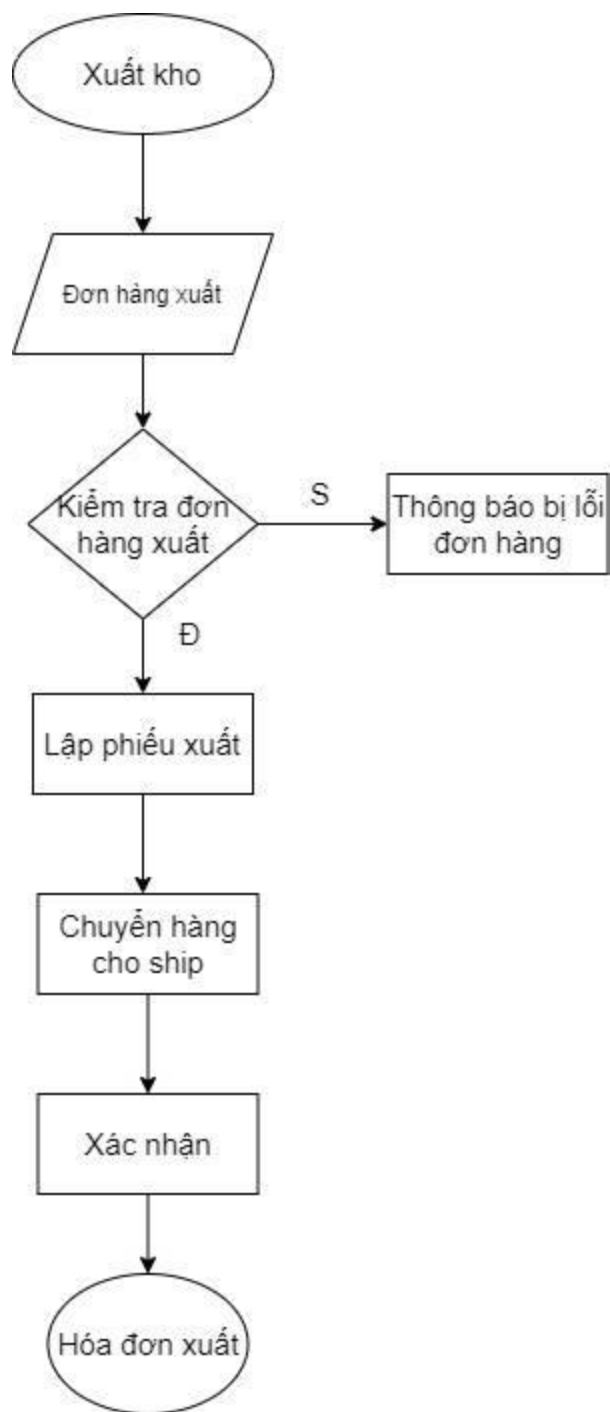 Xuất kho
Đơn hàng xuất
Kiểm tra đơn
hàng xuất
S
Thông báo bị lỗi
đơn hàng
Đ
Lập phiếu xuất
Chuyển hàng
cho ship
Xác nhận
Hóa đơn xuất